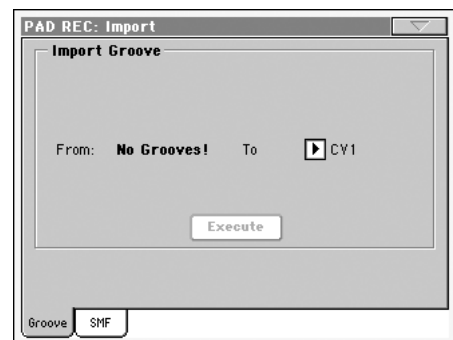 PAD REC: Import
Import Groove
From: No Grooves! To CV1
Execute
Groove SMF